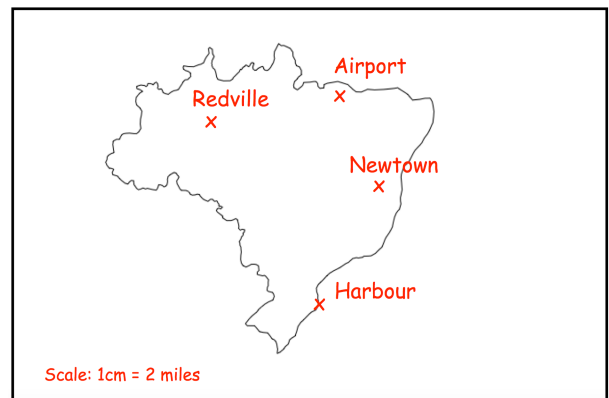 Airport
Redville
x
x
Newtown
x
Harbour
x
Scale: 1cm = 2 miles